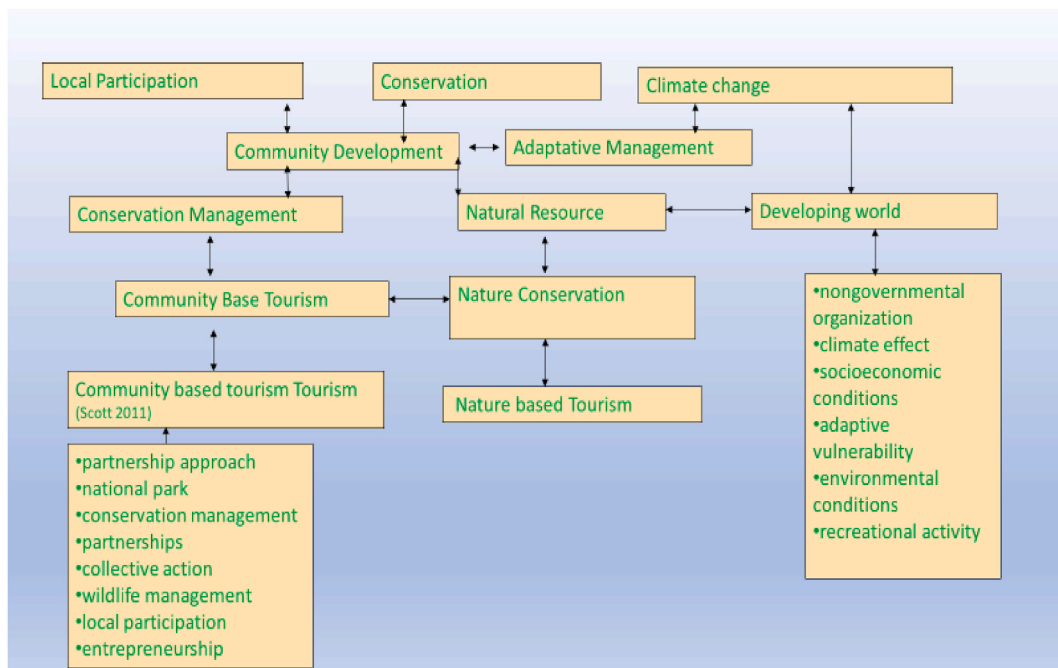 Local Participation
Conservation
Climate change
Community Development
Adaptative Management
Conservation Management
Natural Resource
Developing world
Community Base Tourism
Nature Conservation
•nongovernmental
organization
•climate effect
•socioeconomic
conditions
•adaptive
vulnerability
•environmental
conditions
•recreational activity
Community based tourism Tourism
(Scott 2011)
Nature based Tourism
•partnership approach
•national park
•conservation management
•partnerships
•collective action
•wildlife management
•local participation
•entrepreneurship